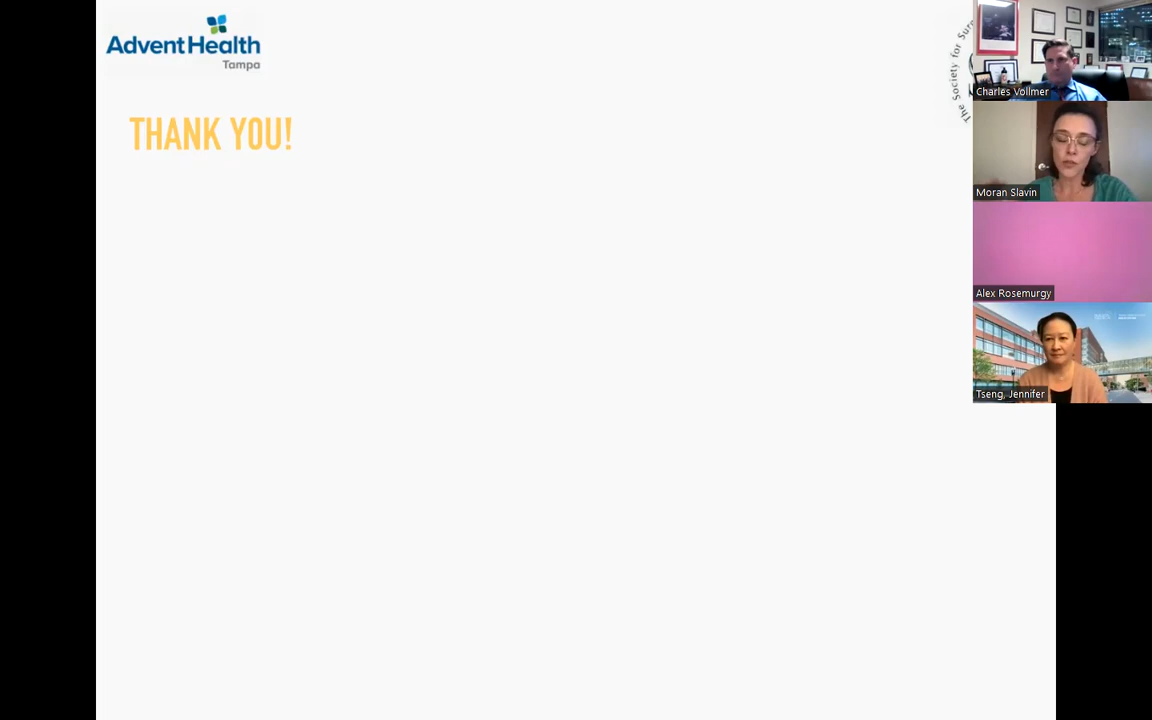 AdventHealth
Tampa
THANK YOU!
The Society for Sur
Charles Vollmer
Moran Slavin
Alex Rosemurgy
Tseng, Jennifer